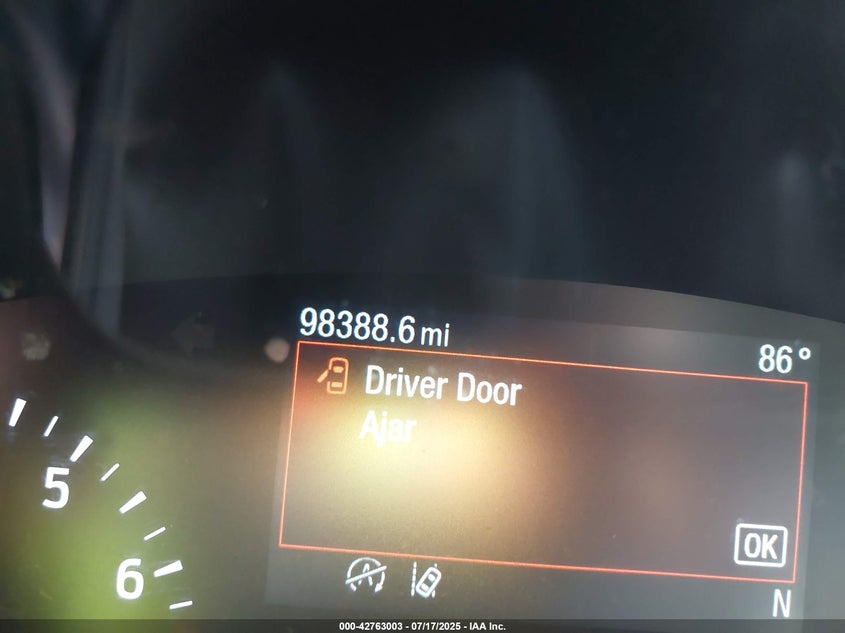 98388.6 mi
86°
Driver Door
Ajar
5
OK
6
A
N
000-42763003 - 07/17/2025 - IAA Inc.